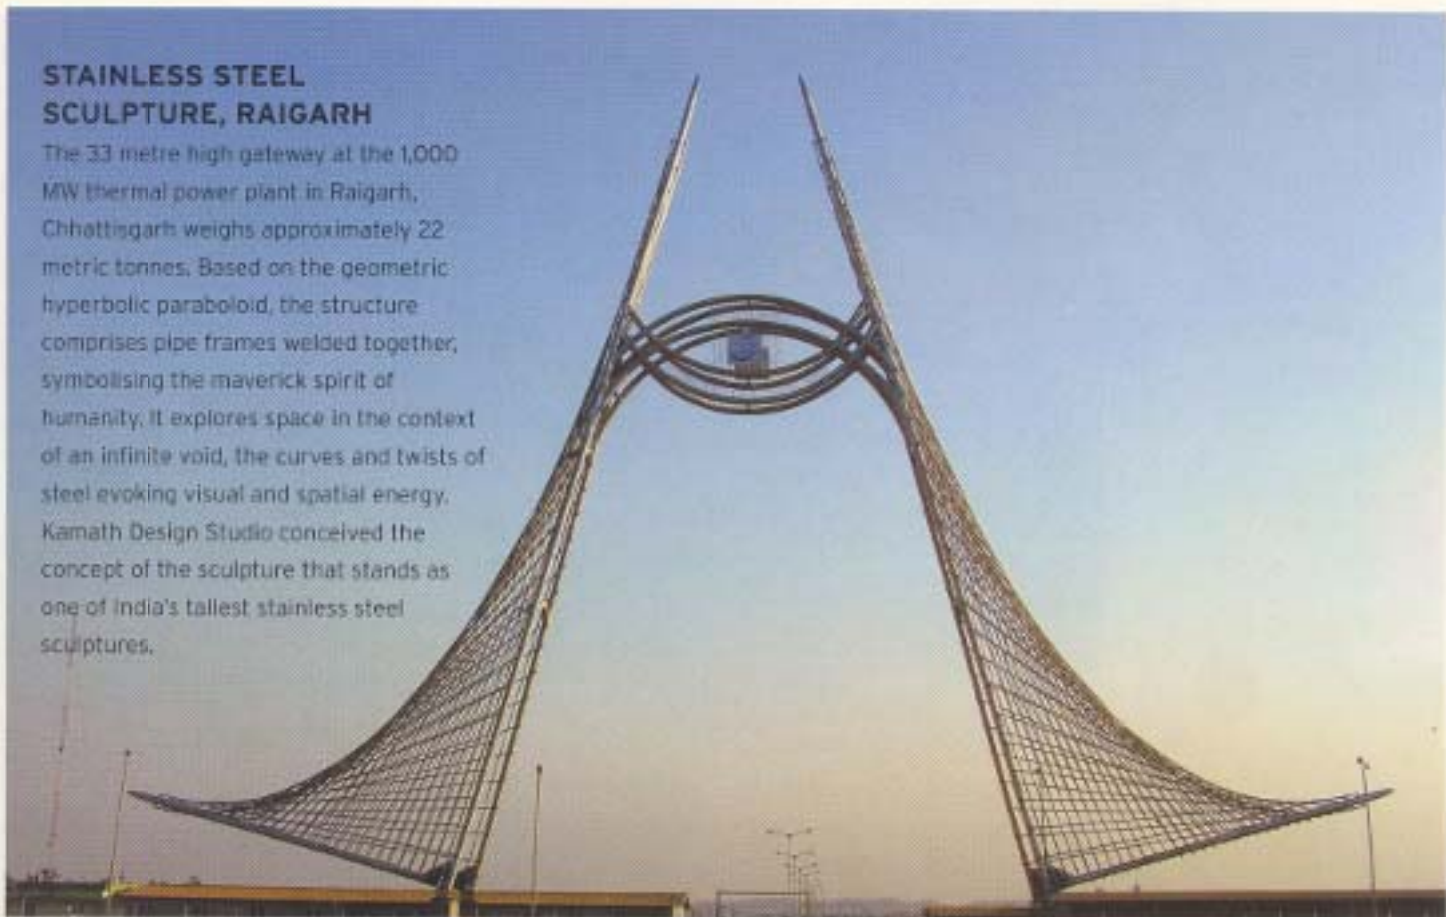 STAINLESS STEEL
SCULPTURE, RAIGARH
The 33 metre high gateway at the 1,000
MW thermal power plant in Raigarh,
Chhattisgarh weighs approximately 22
metric tonnes. Based on the geometric
hyperbolic paraboloid, the structure
comprises pipe frames welded together,
symbolising the maverick spirit of
humanity. It explores space in the context
of an infinite void, the curves and twists of
steel evoking visual and spatial energy.
Kamath Design Studio conceived the
concept of the sculpture that stands as
one of India's tallest stainless steel
sculptures.